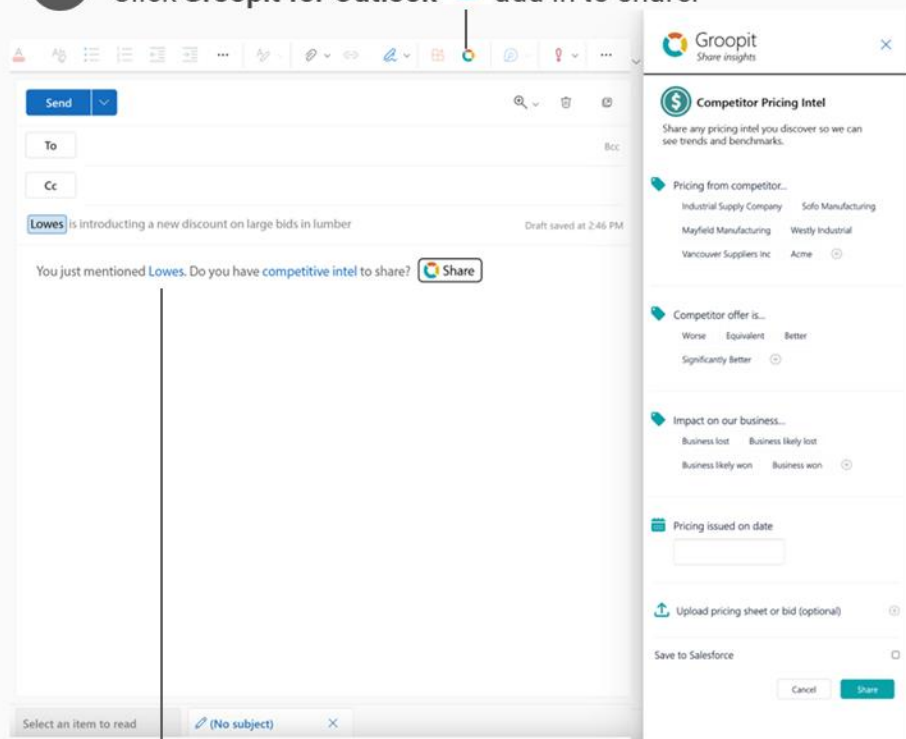 Click Groopit for Outlook add in to share.
Send
To
Bcc
Cc
Lowes is introducting a new discount on large bids in lumber
Draft saved at 2:46 PM
You just mentioned Lowes. Do you have competitive intel to share? Share
Select an item to read
(No subject)
Groopit
Share insights
Competitor Pricing Intel
Share any pricing intel you discover so we can
see trends and benchmarks.
Pricing from competitor...
Industrial Supply Company Sofo Manufacturing
Mayfield Manufacturing Westly Industrial
Vancouver Suppliers Inc Acme
Competitor offer is...
Worse Equivalent Better
Significantly Better
Impact on our business...
Business lost Business likely lost
Business likely won Business won
Pricing issued on date
Upload pricing sheet or bid (optional)
Save to Salesforce
Cancel Share